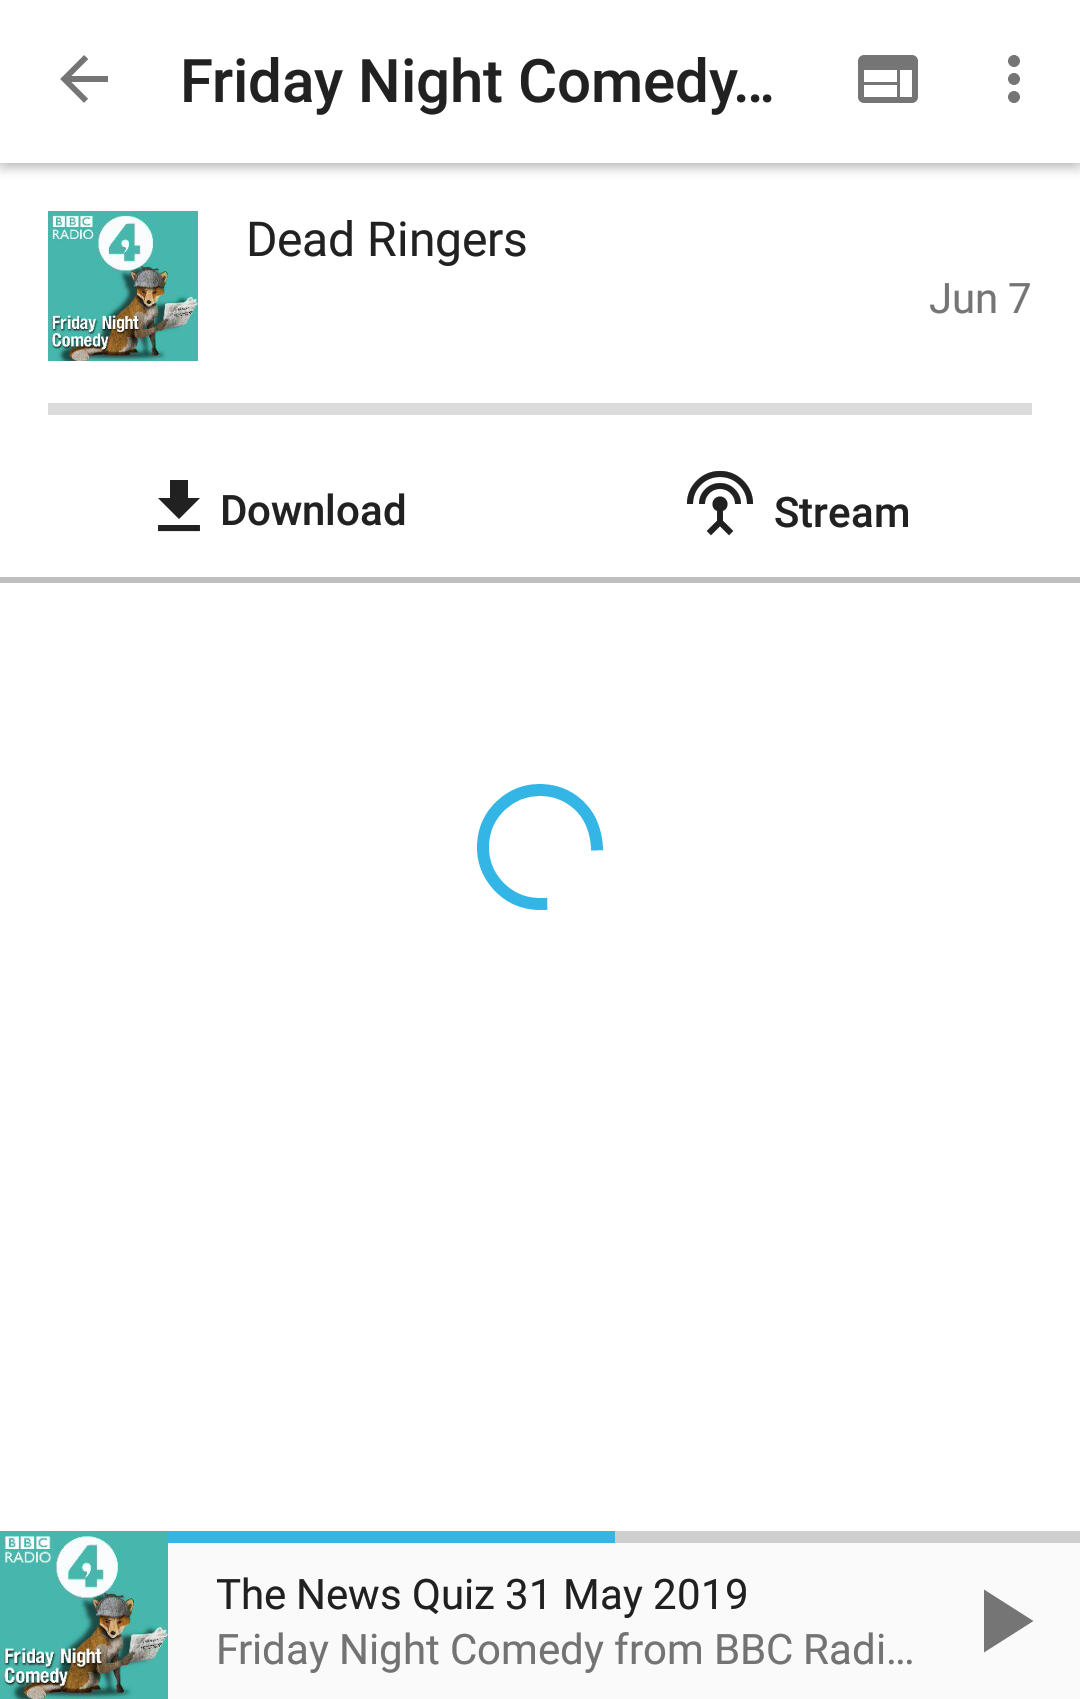 Friday Night Comedy...
BBC
RADIO
4
Friday Night
Comedy
Dead Ringers
Jun 7
Download
Stream
BBC
RADIO
4
Friday Night
Comedy
The News Quiz 31 May 2019
Friday Night Comedy from BBC Radi...